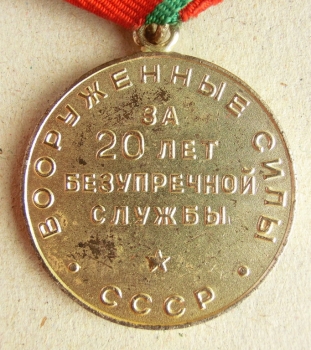 ВООРУЖЕННЫЕ СИЛЫ
ЗА
20 ЛЕТ
БЕЗУПРЕЧНОЙ
СЛУЖБЫ
• СССР •